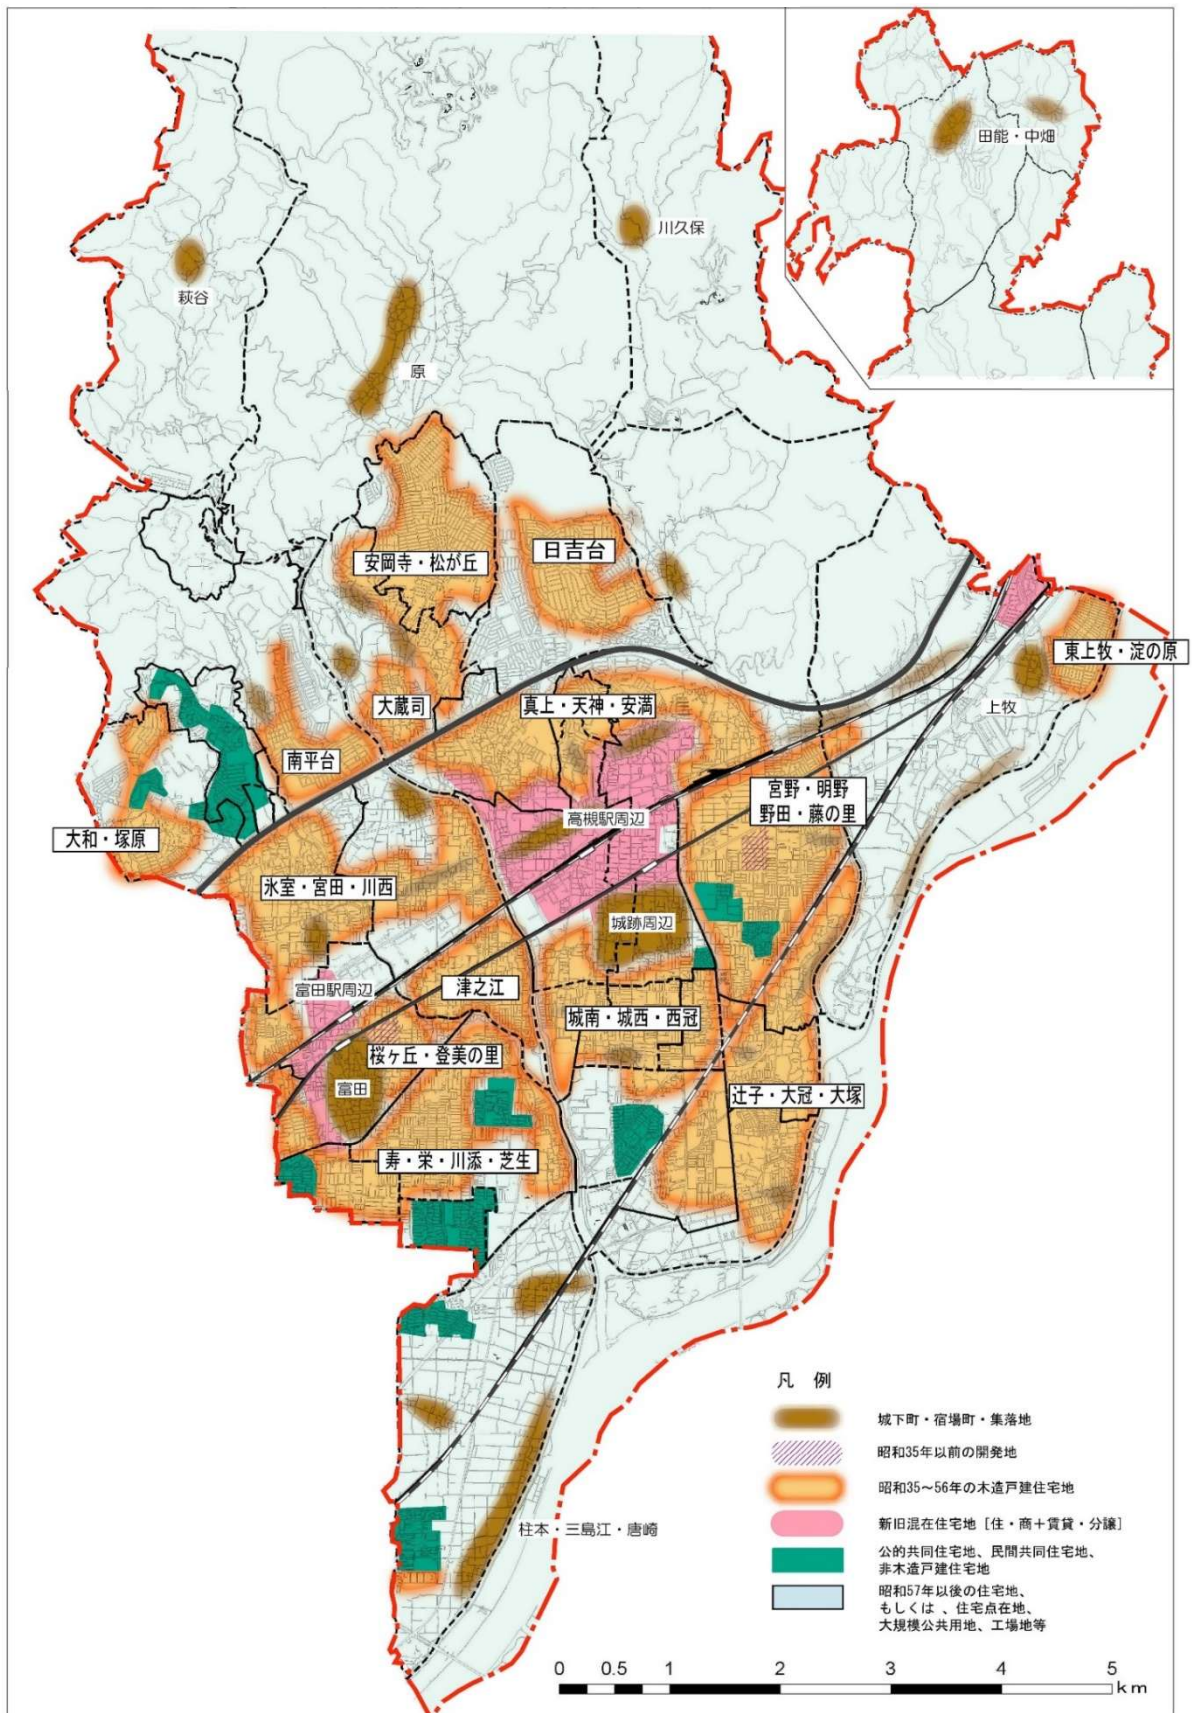 田能・中畑
川久保
萩谷
原
安岡寺・松が丘
日吉台
東上牧・淀の原
大蔵司
真上・天神・安満
上牧
南平台
宮野・明野
野田・藤の里
高槻駅周辺
大和・塚原
氷室・宮田・川西
城跡周辺
富田駅周辺
津之江
城南・城西・西冠
桜ヶ丘・登美の里
富田
辻子・大冠・大塚
寿・栄・川添・芝生
柱本・三島江・唐崎
凡 例
城下町・宿場町・集落地
昭和35年以前の開発地
昭和35～56年の木造戸建住宅地
新旧混在住宅地［住・商＋賃貸・分譲］
公的共同住宅地、民間共同住宅地、
非木造戸建住宅地
昭和57年以後の住宅地、
もしくは 、住宅点在地、
大規模公共用地、工場地等
0 0.5 1 2 3 4 5
km